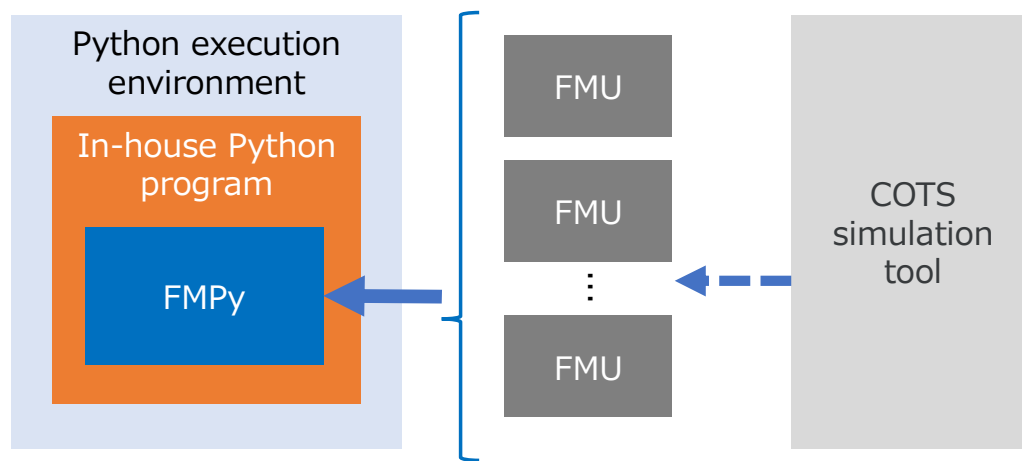 Python execution
environment
In-house Python
program
FMPy
FMU
FMU
⋮
FMU
COTS
simulation
tool